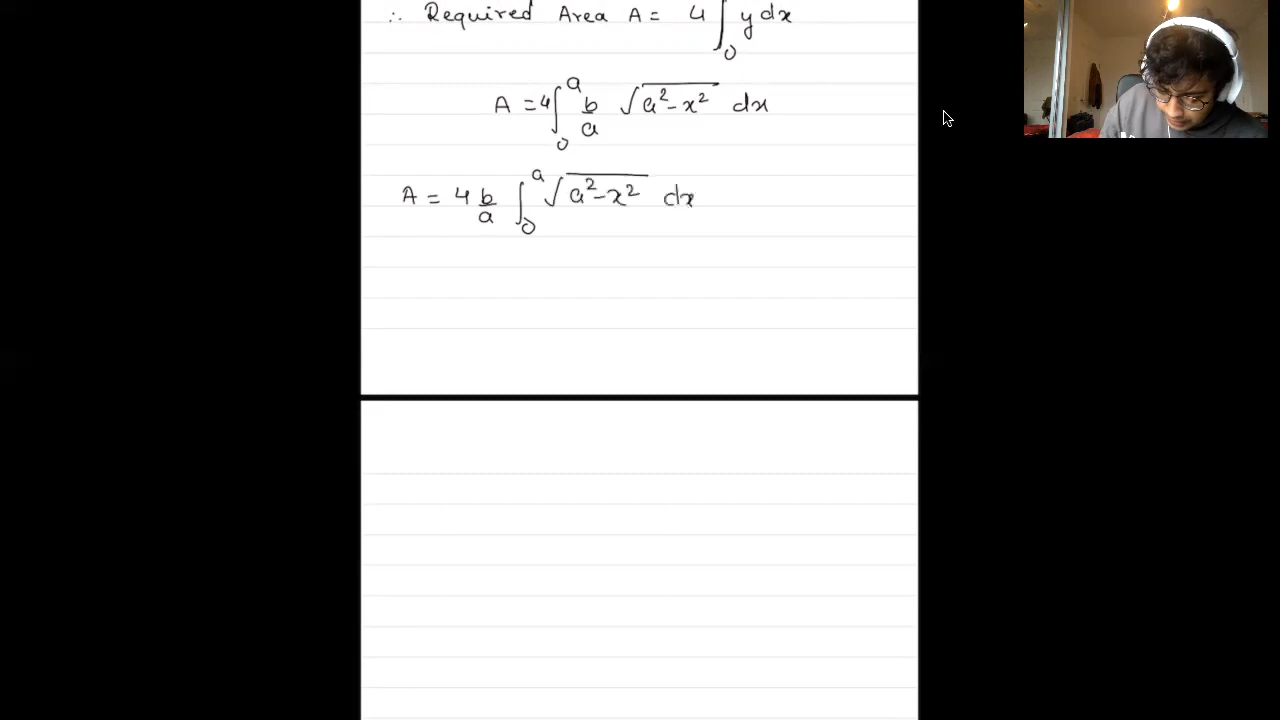 ∴ Required Area A = 4 ∫₀ y dx
A = 4 ∫₀ᵃ b/a √(a² − x²) dx
A = 4 b/a ∫₀ᵃ √(a² − x²) dx